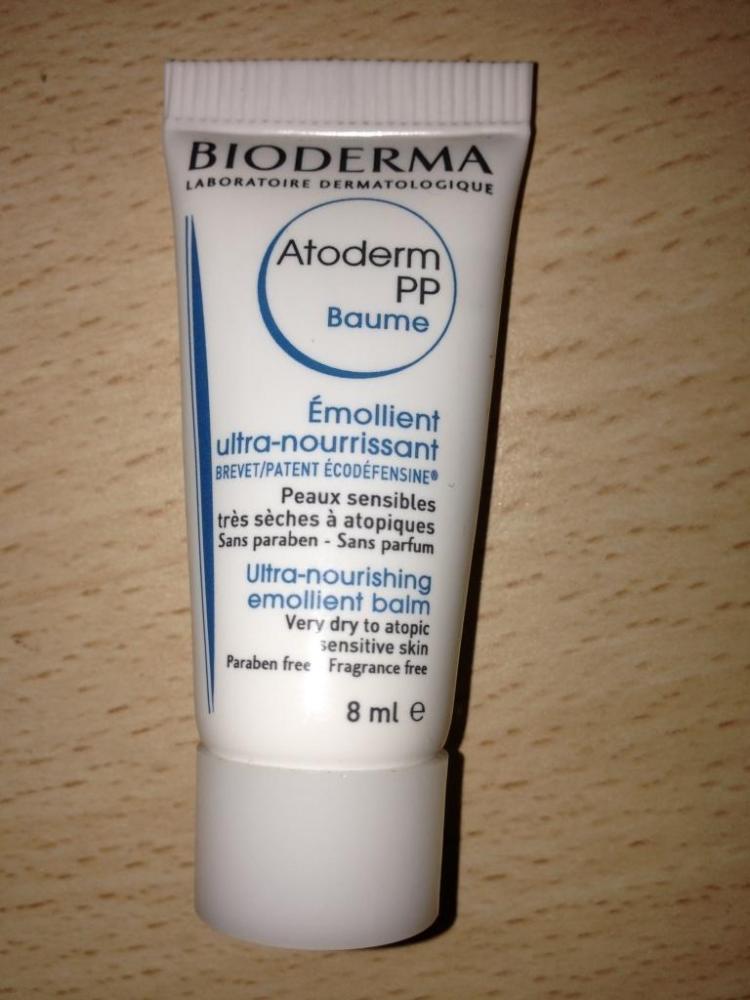 BIODERMA
LABORATOIRE DERMATOLOGIQUE
Atoderm
PP
Baume
Émollient
ultra-nourrissant
BREVET/PATENT ÉCODÉFENSINE®
Peaux sensibles
très sèches à atopiques
Sans paraben - Sans parfum
Ultra-nourishing
emollient balm
Very dry to atopic
sensitive skin
Paraben free Fragrance free
8 ml e